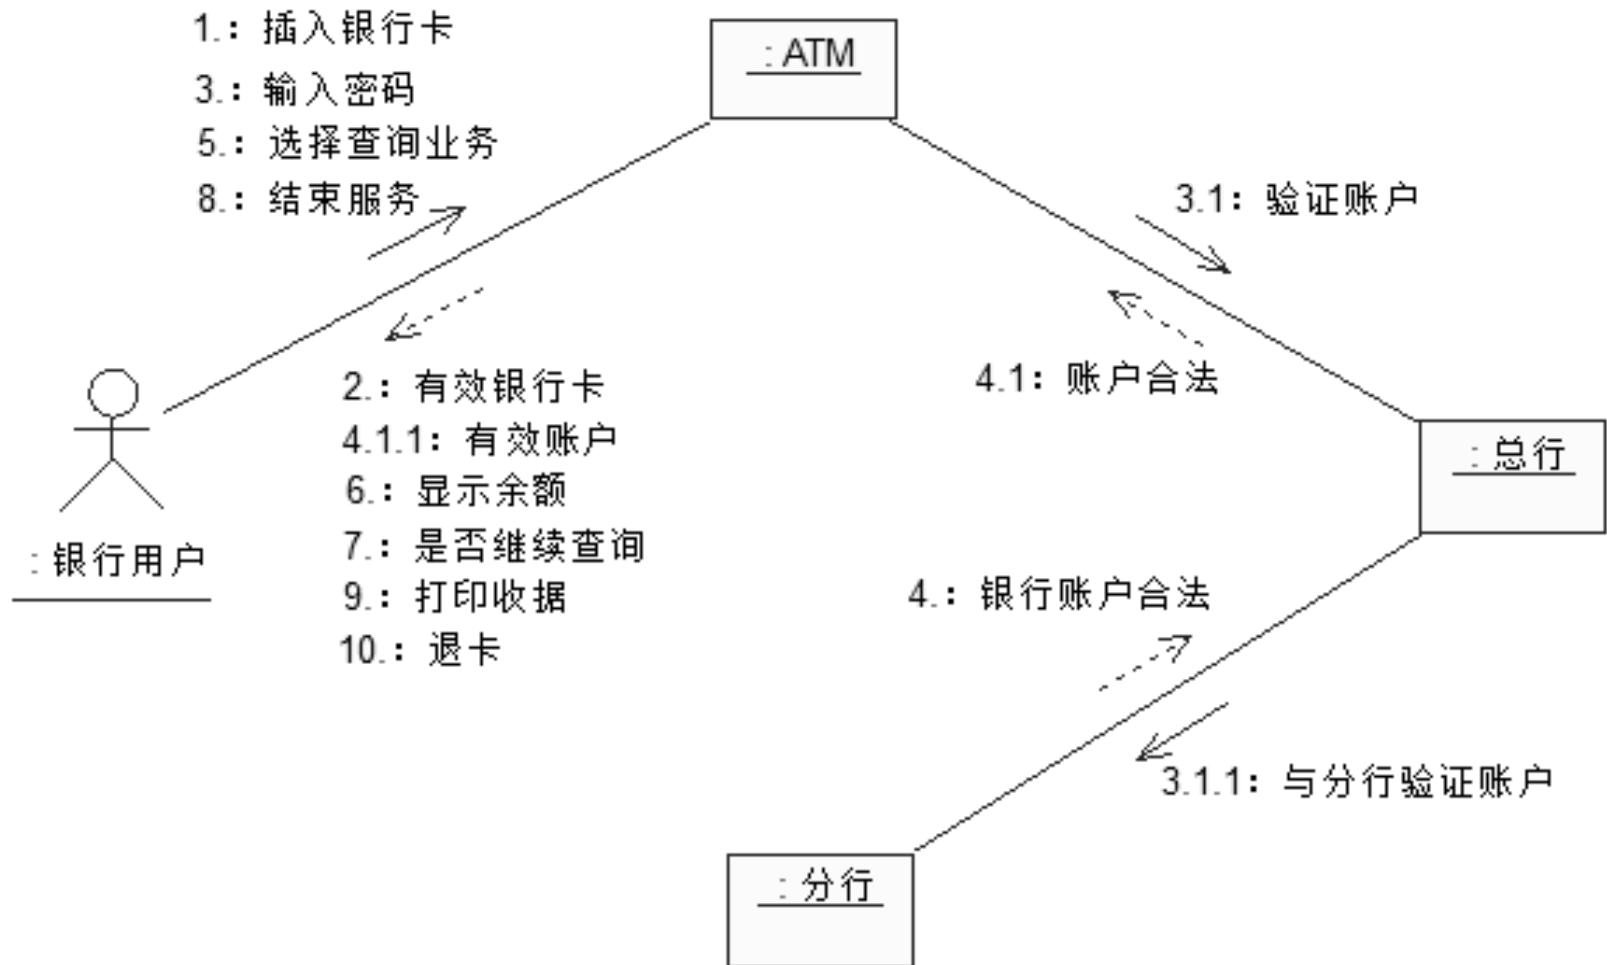 1.: 插入银行卡
: ATM
3.: 输入密码
5.: 选择查询业务
8.: 结束服务
3.1: 验证账户
2.: 有效银行卡
4.1: 账户合法
4.1.1: 有效账户
: 总行
6.: 显示余额
7.: 是否继续查询
: 银行用户
9.: 打印收据
4.: 银行账户合法
10.: 退卡
3.1.1: 与分行验证账户
: 分行